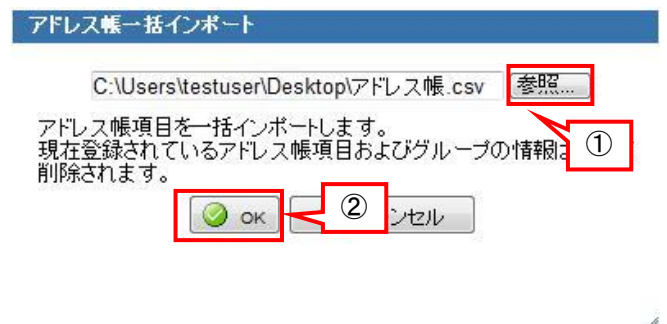 アドレス帳一括インポート
C:\Users\testuser\Desktop\アドレス帳.csv 参照...
アドレス帳項目を一括インポートします。
①
現在登録されているアドレス帳項目およびグループの情報は
削除されます。
OK ② ンセル